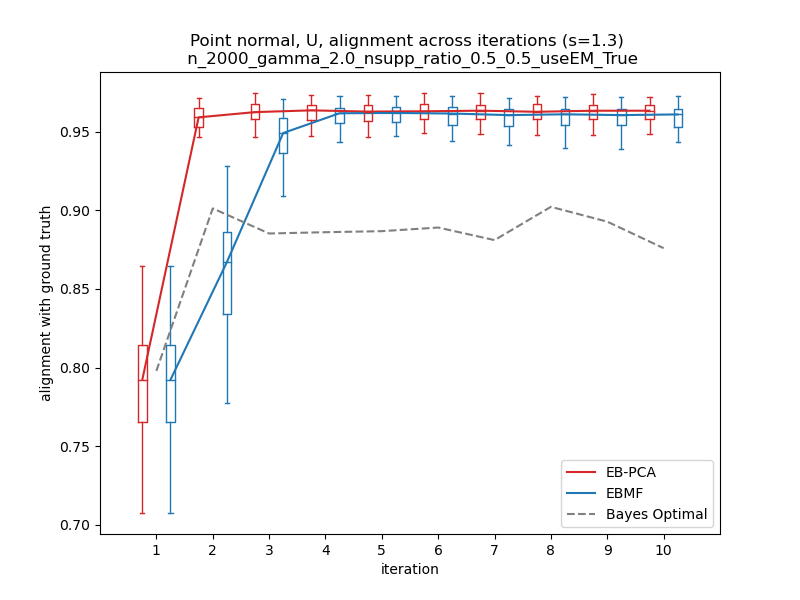 Point normal, U, alignment across iterations (s=1.3)
n_2000_gamma_2.0_nsupp_ratio_0.5_0.5_useEM_True
alignment with ground truth
0.95
0.90
0.85
0.80
0.75
0.70
EB-PCA
EBMF
Bayes Optimal
1 2 3 4 5 6 7 8 9 10
iteration